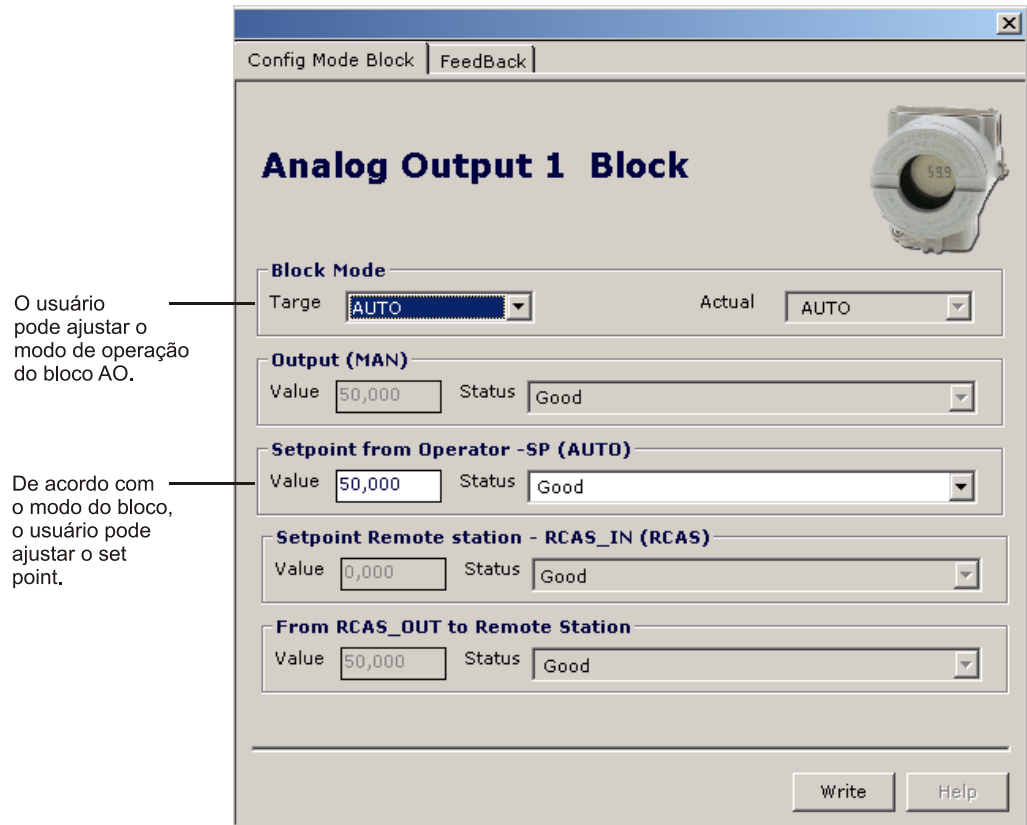 Config Mode Block
FeedBack
Analog Output 1 Block
59.9
Block Mode
Targe AUTO Actual AUTO
O usuário
pode ajustar o
modo de operação
do bloco AO.
Output (MAN)
Value 50,000 Status Good
Setpoint from Operator -SP (AUTO)
Value 50,000 Status Good
De acordo com
o modo do bloco,
o usuário pode
ajustar o set
point.
Setpoint Remote station - RCAS_IN (RCAS)
Value 0,000 Status Good
From RCAS_OUT to Remote Station
Value 50,000 Status Good
Write
Help